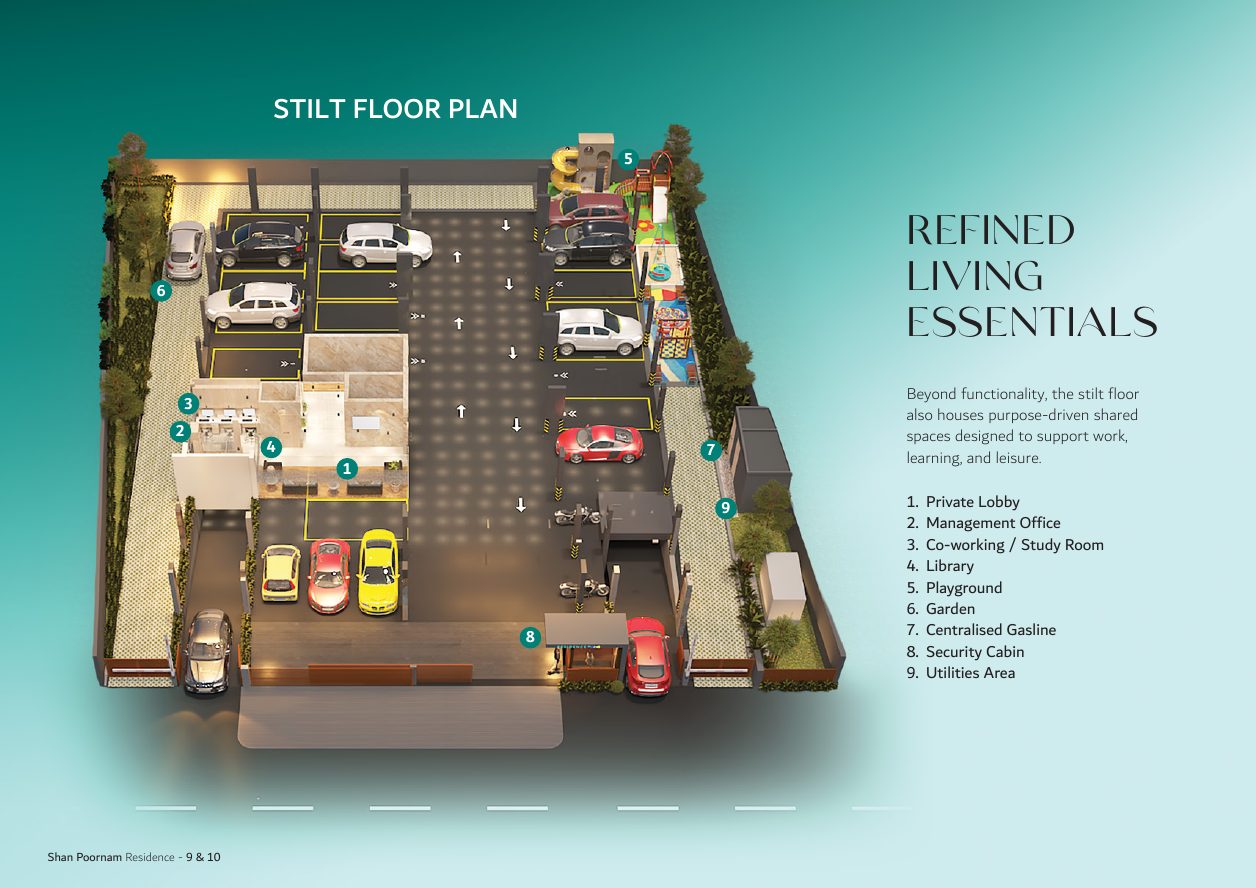 STILT FLOOR PLAN
5
6
3
2
4
1
7
9
8
REFINED
LIVING
ESSENTIALS
Beyond functionality, the stilt floor
also houses purpose-driven shared
spaces designed to support work,
learning, and leisure.
1. Private Lobby
2. Management Office
3. Co-working / Study Room
4. Library
5. Playground
6. Garden
7. Centralised Gasline
8. Security Cabin
9. Utilities Area
Shan Poornam Residence - 9 & 10